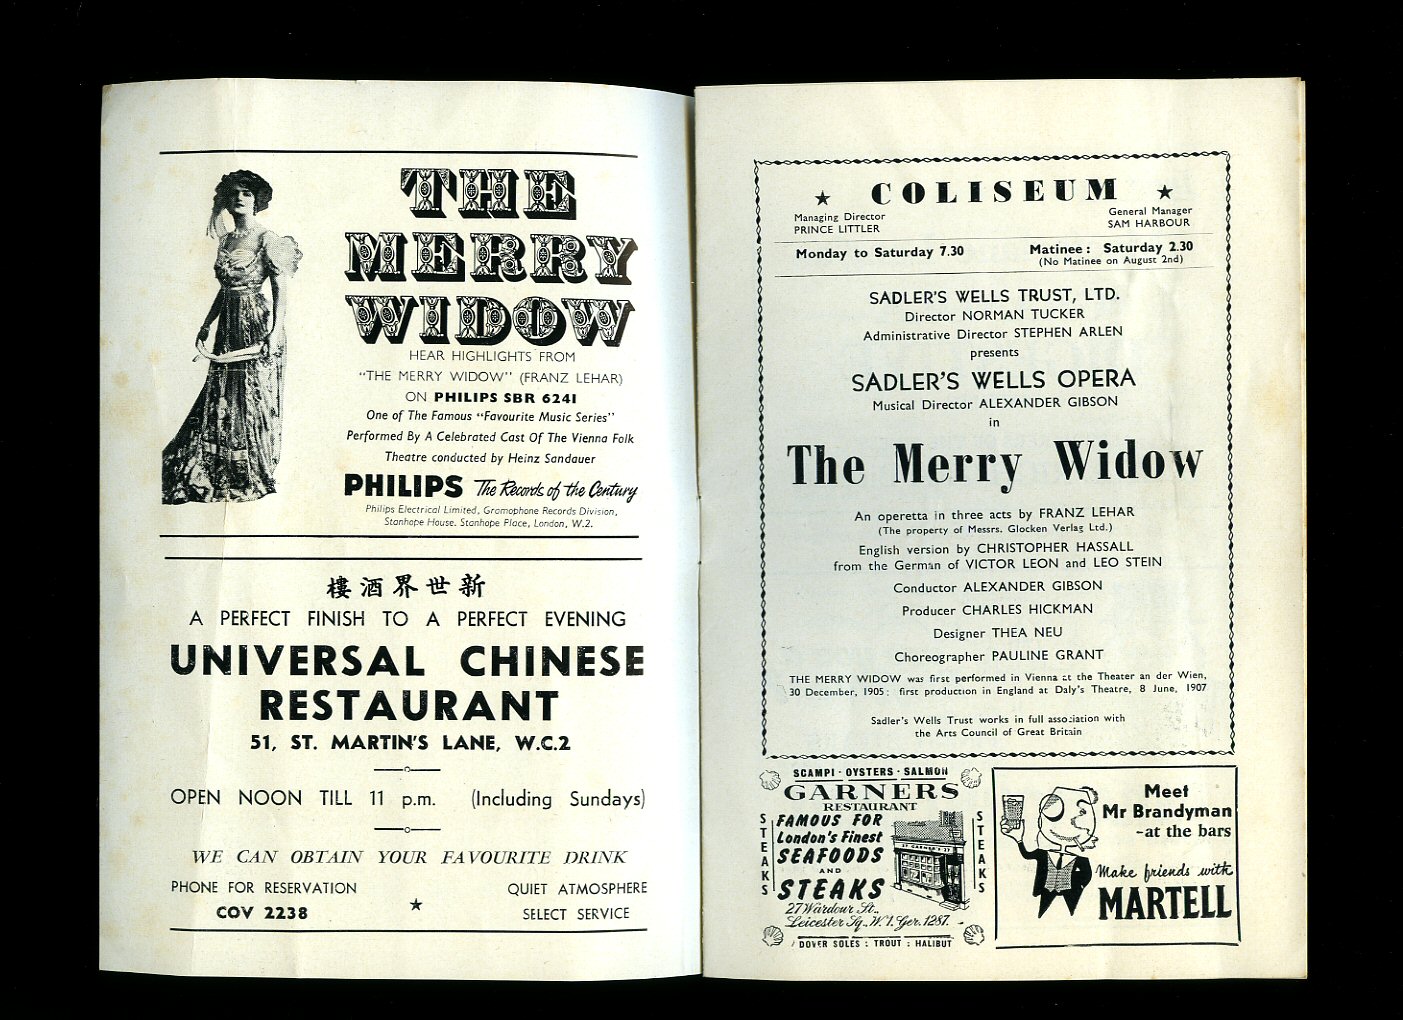 THE
MERRY
WIDOW
HEAR HIGHLIGHTS FROM
"THE MERRY WIDOW" (FRANZ LEHAR)
ON PHILIPS SBR 6241
One of The Famous "Favourite Music Series"
Performed By A Celebrated Cast Of The Vienna Folk
Theatre conducted by Heinz Sandauer
PHILIPS The Records of the Century
Philips Electrical Limited, Gramophone Records Division,
Stanhope House, Stanhope Place, London, W.2.
樓酒界世新
A PERFECT FINISH TO A PERFECT EVENING
UNIVERSAL CHINESE
RESTAURANT
51, ST. MARTIN'S LANE, W.C.2
OPEN NOON TILL 11 p.m. (Including Sundays)
WE CAN OBTAIN YOUR FAVOURITE DRINK
PHONE FOR RESERVATION
COV 2238
★
QUIET ATMOSPHERE
SELECT SERVICE
★ COLISEUM ★
Managing Director
PRINCE LITTLER
General Manager
SAM HARBOUR
Monday to Saturday 7.30
Matinee : Saturday 2.30
(No Matinee on August 2nd)
SADLER'S WELLS TRUST, LTD.
Director NORMAN TUCKER
Administrative Director STEPHEN ARLEN
presents
SADLER'S WELLS OPERA
Musical Director ALEXANDER GIBSON
in
The Merry Widow
An operetta in three acts by FRANZ LEHAR
(The property of Messrs. Glocken Verlag Ltd.)
English version by CHRISTOPHER HASSALL
from the German of VICTOR LEON and LEO STEIN
Conductor ALEXANDER GIBSON
Producer CHARLES HICKMAN
Designer THEA NEU
Choreographer PAULINE GRANT
THE MERRY WIDOW was first performed in Vienna at the Theater an der Wien,
30 December, 1905: first production in England at Daly's Theatre, 8 June, 1907
Sadler's Wells Trust works in full association with
the Arts Council of Great Britain
SCAMPI · OYSTERS · SALMON
GARNERS
RESTAURANT
STEAKS
FAMOUS FOR
London's Finest
SEAFOODS
AND
STEAKS
27 GARNER'S 27
STEAKS
27 Wardour St.,
Leicester Sq., W.1. Ger. 1287.
DOVER SOLES : TROUT : HALIBUT
Meet
Mr Brandyman
-at the bars
Make friends with
MARTELL